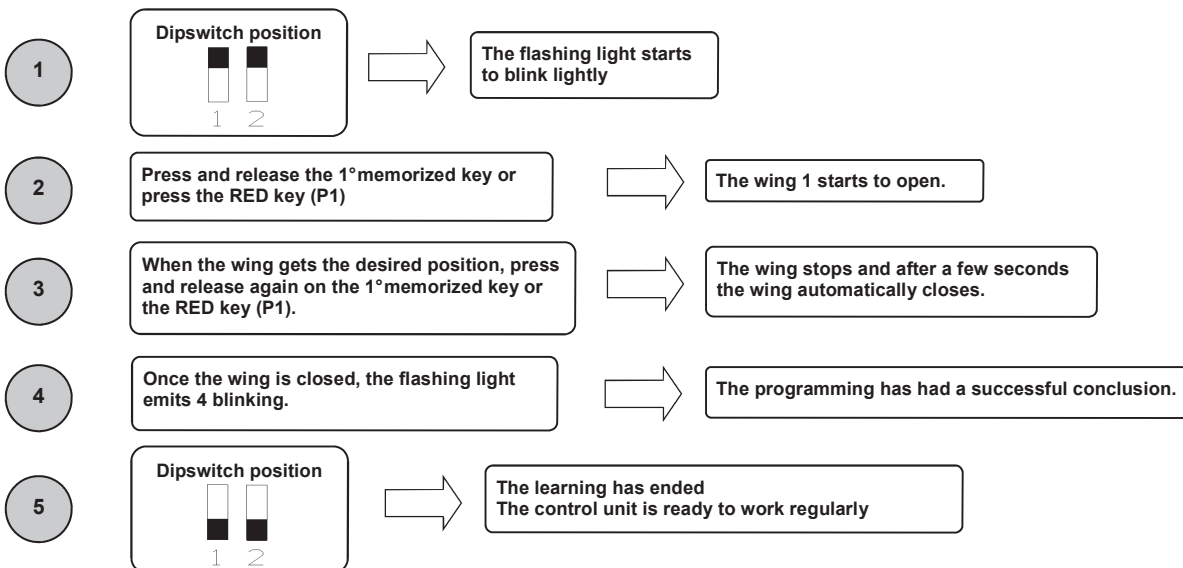 1
Dipswitch position
1 2
The flashing light starts
to blink lightly
2
Press and release the 1°memorized key or
press the RED key (P1)
The wing 1 starts to open.
3
When the wing gets the desired position, press
and release again on the 1°memorized key or
the RED key (P1).
The wing stops and after a few seconds
the wing automatically closes.
4
Once the wing is closed, the flashing light
emits 4 blinking.
The programming has had a successful conclusion.
5
Dipswitch position
1 2
The learning has ended
The control unit is ready to work regularly